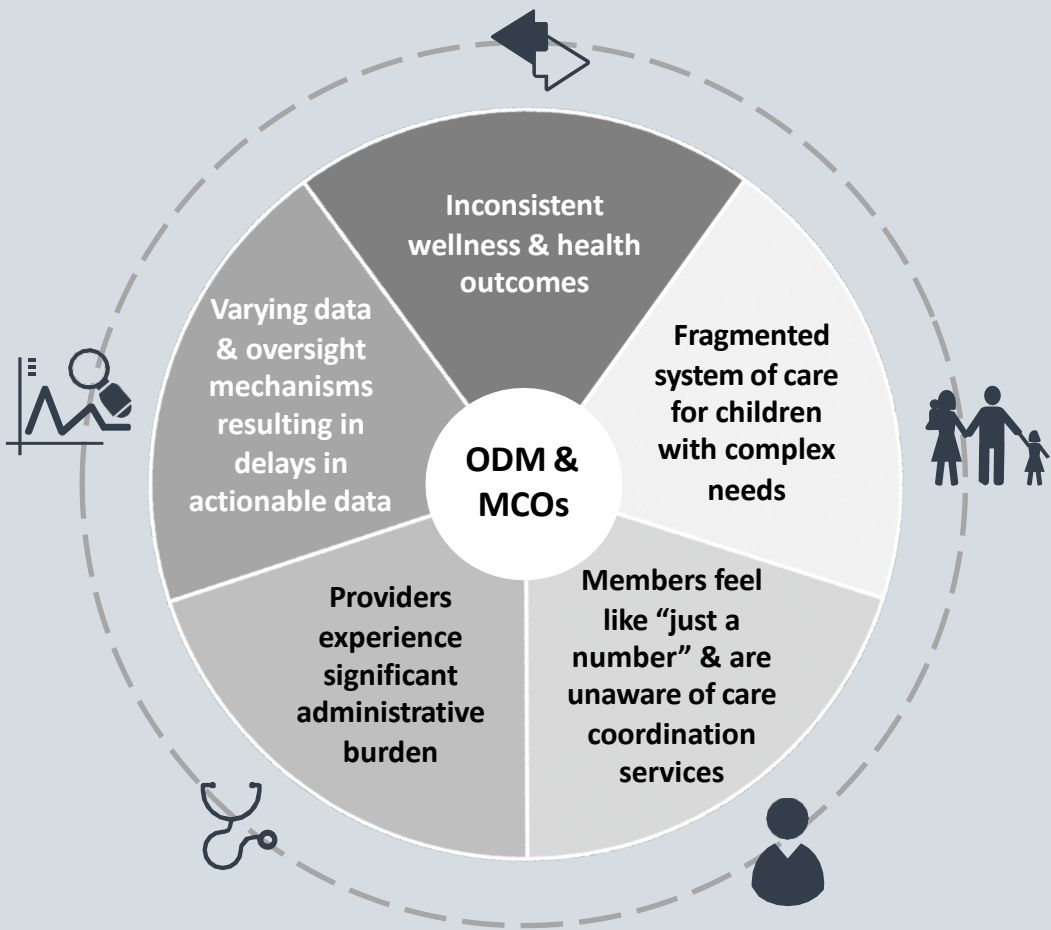 Inconsistent
wellness & health
outcomes
Fragmented
system of care
for children
with complex
needs
Members feel
like “just a
number” & are
unaware of care
coordination
services
Providers
experience
significant
administrative
burden
Varying data
& oversight
mechanisms
resulting in
delays in
actionable data
ODM &
MCOs